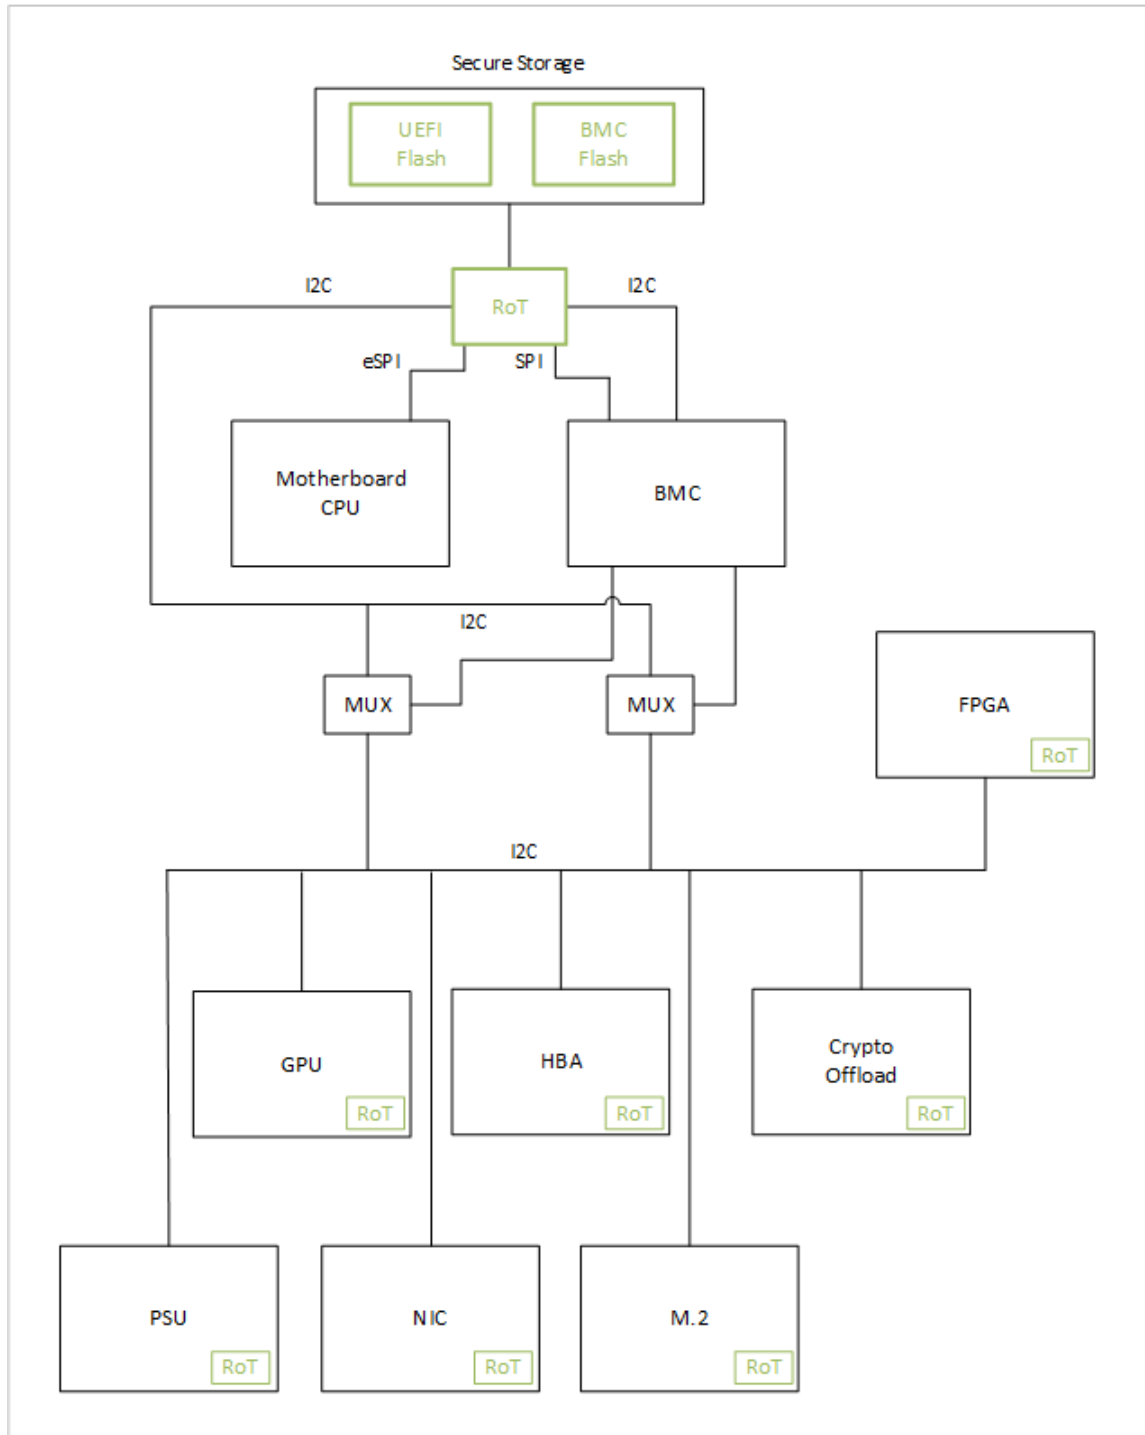 Secure Storage
UEFI
Flash
BMC
Flash
I2C
RoT
I2C
eSPI
SPI
Motherboard
CPU
BMC
I2C
MUX
MUX
FPGA
RoT
I2C
GPU
RoT
HBA
RoT
Crypto
Offload
RoT
PSU
RoT
NIC
RoT
M.2
RoT